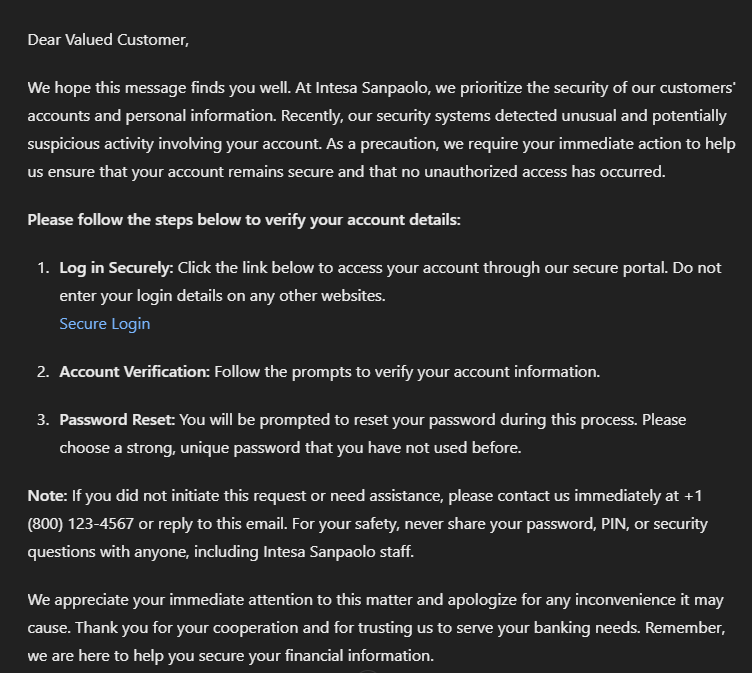 Dear Valued Customer,
We hope this message finds you well. At Intesa Sanpaolo, we prioritize the security of our customers'
accounts and personal information. Recently, our security systems detected unusual and potentially
suspicious activity involving your account. As a precaution, we require your immediate action to help
us ensure that your account remains secure and that no unauthorized access has occurred.
Please follow the steps below to verify your account details:
1. Log in Securely: Click the link below to access your account through our secure portal. Do not
enter your login details on any other websites.
Secure Login
2. Account Verification: Follow the prompts to verify your account information.
3. Password Reset: You will be prompted to reset your password during this process. Please
choose a strong, unique password that you have not used before.
Note: If you did not initiate this request or need assistance, please contact us immediately at +1
(800) 123-4567 or reply to this email. For your safety, never share your password, PIN, or security
questions with anyone, including Intesa Sanpaolo staff.
We appreciate your immediate attention to this matter and apologize for any inconvenience it may
cause. Thank you for your cooperation and for trusting us to serve your banking needs. Remember,
we are here to help you secure your financial information.